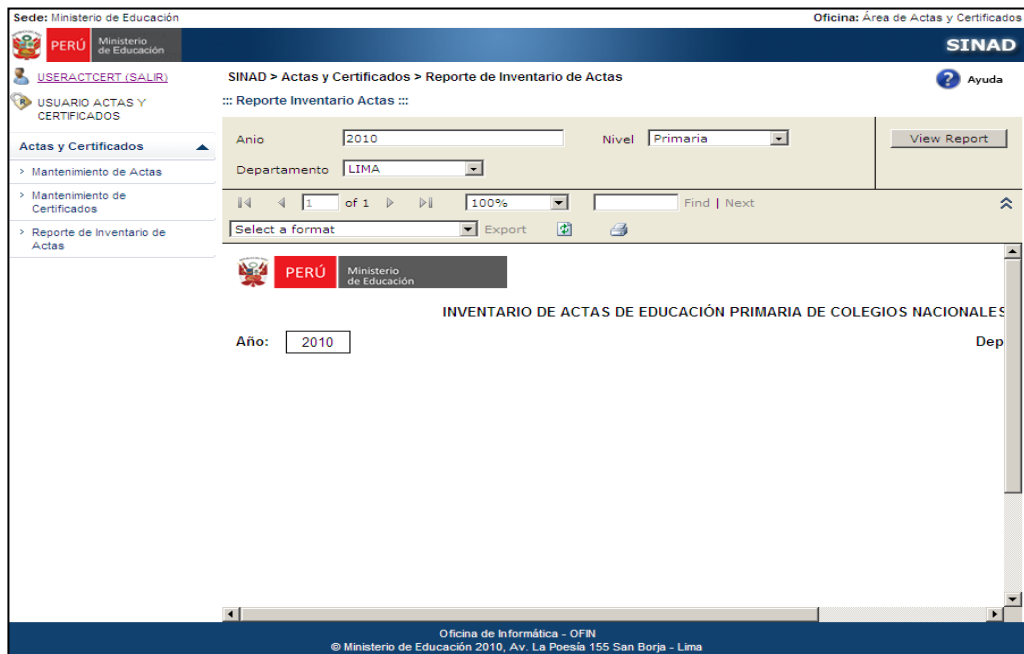 Sede: Ministerio de Educación
Oficina: Área de Actas y Certificados
PERÚ
Ministerio
de Educación
SINAD
USERACTCERT (SALIR)
USUARIO ACTAS Y
CERTIFICADOS
Actas y Certificados
> Mantenimiento de Actas
> Mantenimiento de
Certificados
> Reporte de Inventario de
Actas
SINAD > Actas y Certificados > Reporte de Inventario de Actas
? Ayuda
::: Reporte Inventario Actas :::
Anio 2010 Nivel Primaria View Report
Departamento LIMA
1 of 1 100% Find | Next
Select a format Export
PERÚ
Ministerio
de Educación
INVENTARIO DE ACTAS DE EDUCACIÓN PRIMARIA DE COLEGIOS NACIONALES
Año: 2010 Dep
Oficina de Informática - OFIN
© Ministerio de Educación 2010, Av. La Poesía 155 San Borja - Lima